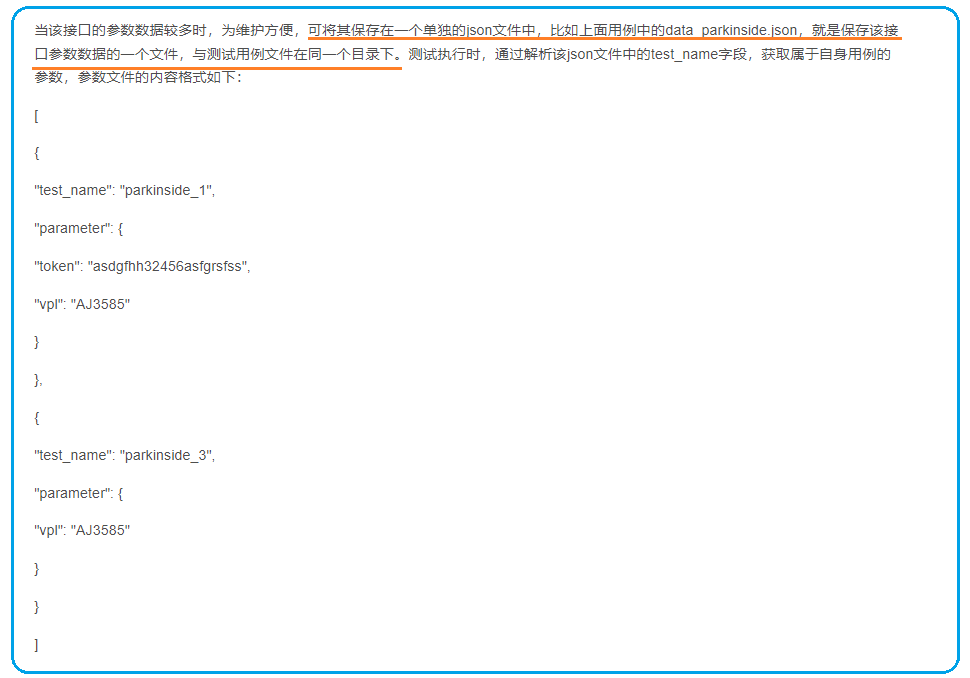 当该接口的参数数据较多时，为维护方便，可将其保存在一个单独的json文件中，比如上面用例中的data_parkinside.json，就是保存该接
口参数数据的一个文件，与测试用例文件在同一个目录下。测试执行时，通过解析该json文件中的test_name字段，获取属于自身用例的
参数，参数文件的内容格式如下：
[
{
"test_name": "parkinside_1",
"parameter": {
"token": "asdgfhh32456asfgrsfss",
"vpl": "AJ3585"
}
},
{
"test_name": "parkinside_3",
"parameter": {
"vpl": "AJ3585"
}
}
]